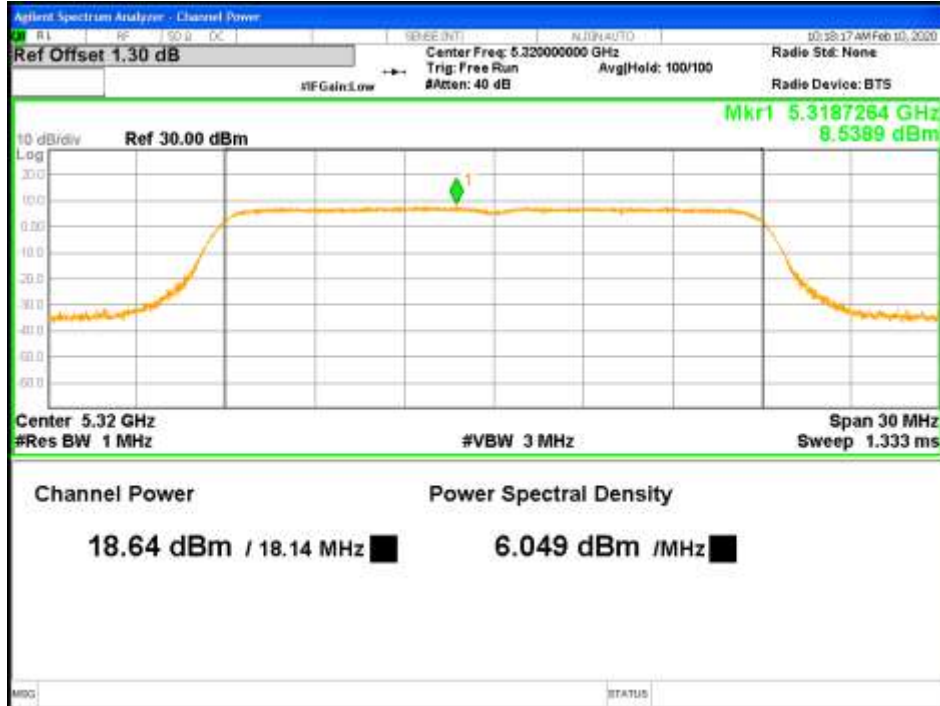 Agilent Spectrum Analyzer - Channel Power
RL RF 50 Ω DC SENSE:INT ALIGN AUTO 10:18:17 AM Feb 10, 2020
Ref Offset 1.30 dB
Center Freq: 5.320000000 GHz
Radio Std: None
Trig: Free Run
Avg|Hold: 100/100
#IFGain:Low
#Atten: 40 dB
Radio Device: BTS
Mkr1 5.3187264 GHz
8.5389 dBm
10 dB/div Ref 30.00 dBm
Log
20.0
10.0
0.00
-10.0
-20.0
-30.0
-40.0
-50.0
-60.0
1
Center 5.32 GHz
Span 30 MHz
#Res BW 1 MHz
#VBW 3 MHz
Sweep 1.333 ms
Channel Power
Power Spectral Density
18.64 dBm / 18.14 MHz
6.049 dBm /MHz
MSG
STATUS